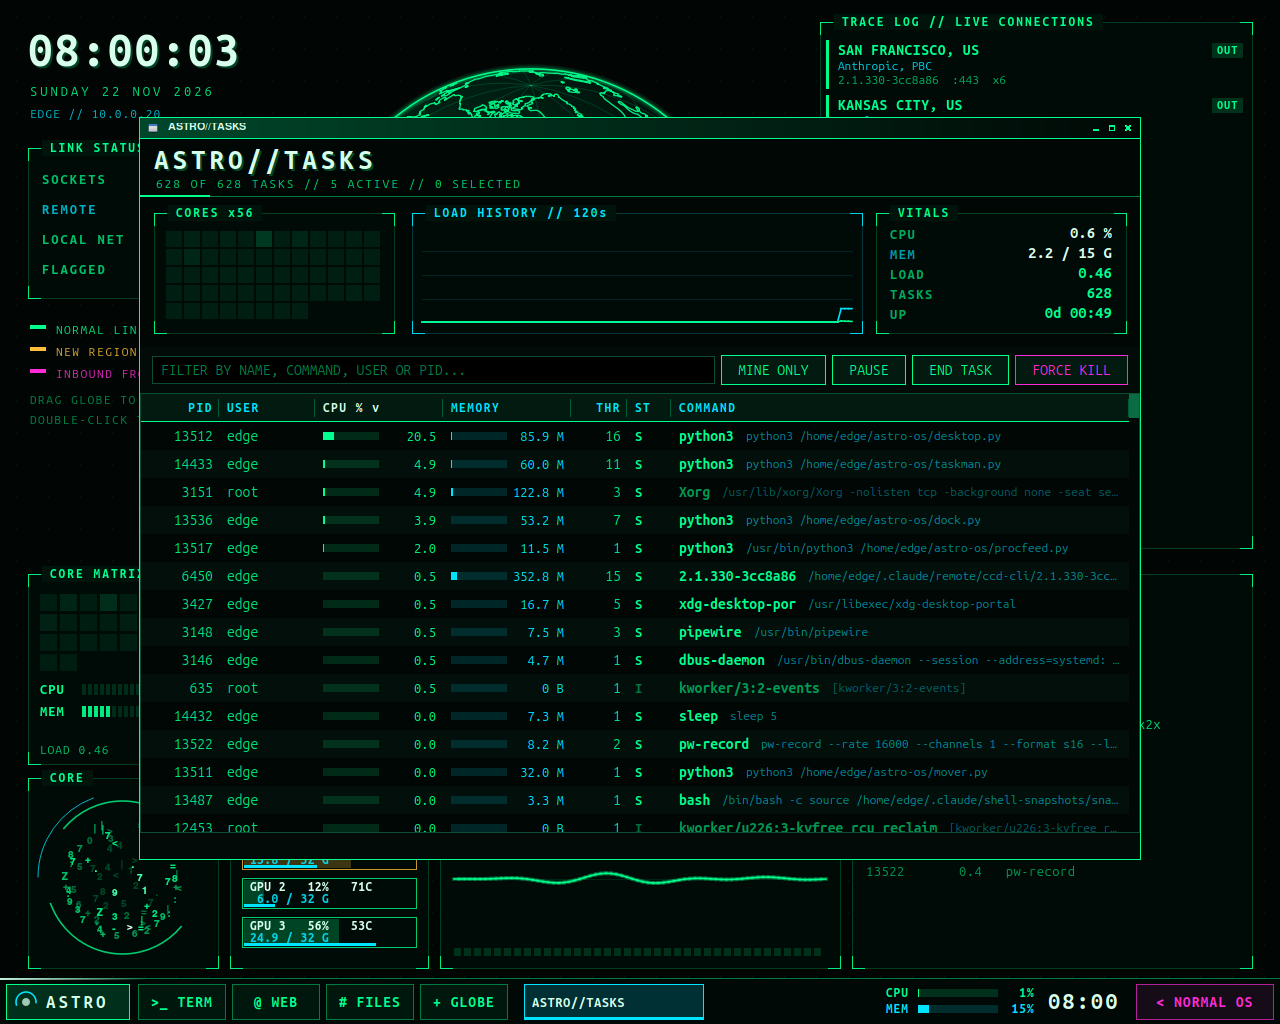 08:00:03
SUNDAY 22 NOV 2026
EDGE // 10.0.0.20
TRACE LOG // LIVE CONNECTIONS
SAN FRANCISCO, US OUT
Anthropic, PBC
2.1.330-3cc8a86 :443 x6
KANSAS CITY, US OUT
LINK STATUS
SOCKETS
REMOTE
LOCAL NET
FLAGGED
NORMAL LIN
NEW REGION
INBOUND FRO
DRAG GLOBE TO
DOUBLE-CLICK
ASTRO//TASKS
ASTRO//TASKS
628 OF 628 TASKS // 5 ACTIVE // 0 SELECTED
CORES x56
LOAD HISTORY // 120s
VITALS
CPU 0.6 %
MEM 2.2 / 15 G
LOAD 0.46
TASKS 628
UP 0d 00:49
FILTER BY NAME, COMMAND, USER OR PID...
MINE ONLY
PAUSE
END TASK
FORCE KILL
PID USER CPU % v MEMORY THR ST COMMAND
13512 edge 20.5 85.9 M 16 S python3 python3 /home/edge/astro-os/desktop.py
14433 edge 4.9 60.0 M 11 S python3 python3 /home/edge/astro-os/taskman.py
3151 root 4.9 122.8 M 3 S Xorg /usr/lib/xorg/Xorg -nolisten tcp -background none -seat se…
13536 edge 3.9 53.2 M 7 S python3 python3 /home/edge/astro-os/dock.py
13517 edge 2.0 11.5 M 1 S python3 /usr/bin/python3 /home/edge/astro-os/procfeed.py
6450 edge 0.5 352.8 M 15 S 2.1.330-3cc8a86 /home/edge/.claude/remote/ccd-cli/2.1.330-3cc…
3427 edge 0.5 16.7 M 5 S xdg-desktop-por /usr/libexec/xdg-desktop-portal
3148 edge 0.5 7.5 M 3 S pipewire /usr/bin/pipewire
3146 edge 0.5 4.7 M 1 S dbus-daemon /usr/bin/dbus-daemon --session --address=systemd: …
635 root 0.5 0 B 1 I kworker/3:2-events [kworker/3:2-events]
14432 edge 0.0 7.3 M 1 S sleep sleep 5
13522 edge 0.0 8.2 M 2 S pw-record pw-record --rate 16000 --channels 1 --format s16 --l…
13511 edge 0.0 32.0 M 1 S python3 python3 /home/edge/astro-os/mover.py
13487 edge 0.0 3.3 M 1 S bash /bin/bash -c source /home/edge/.claude/shell-snapshots/sna…
12453 root 0.0 0 B 1 I kworker/u226:3-kvfree_rcu_reclaim [kworker/u226:3-kvfree_r…
CORE MATRIX
CPU
MEM
LOAD 0.46
CORE
x2x
13.8 / 32 G
GPU 2 12% 71C
6.0 / 32 G
GPU 3 56% 53C
24.9 / 32 G
13522 0.4 pw-record
ASTRO
>_ TERM
@ WEB
# FILES
+ GLOBE
ASTRO//TASKS
CPU 1%
MEM 15%
08:00
< NORMAL OS